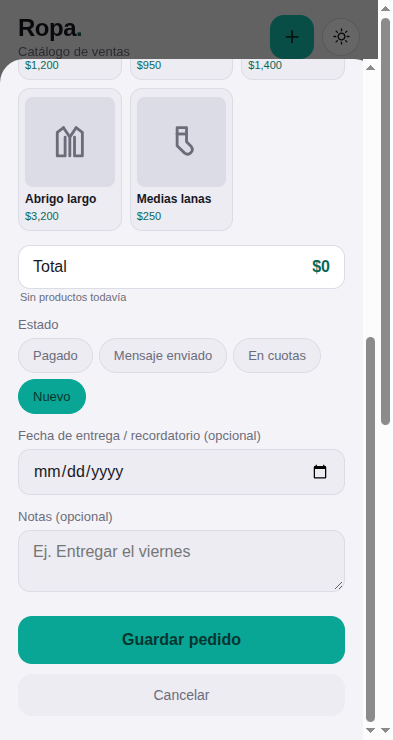 Ropa.
Catálogo de ventas
+
$1,200 $950 $1,400
Abrigo largo Medias lanas
$3,200 $250
Total $0
Sin productos todavía
Estado
Pagado Mensaje enviado En cuotas
Nuevo
Fecha de entrega / recordatorio (opcional)
mm/dd/yyyy
Notas (opcional)
Ej. Entregar el viernes
Guardar pedido
Cancelar